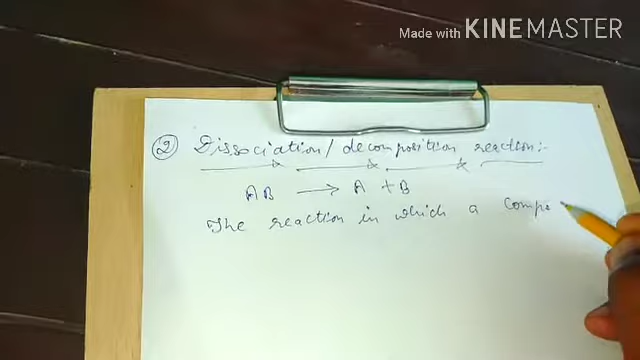 Made with KINEMASTER
② Dissociation/decomposition reaction:-
AB → A + B
The reaction in which a compo